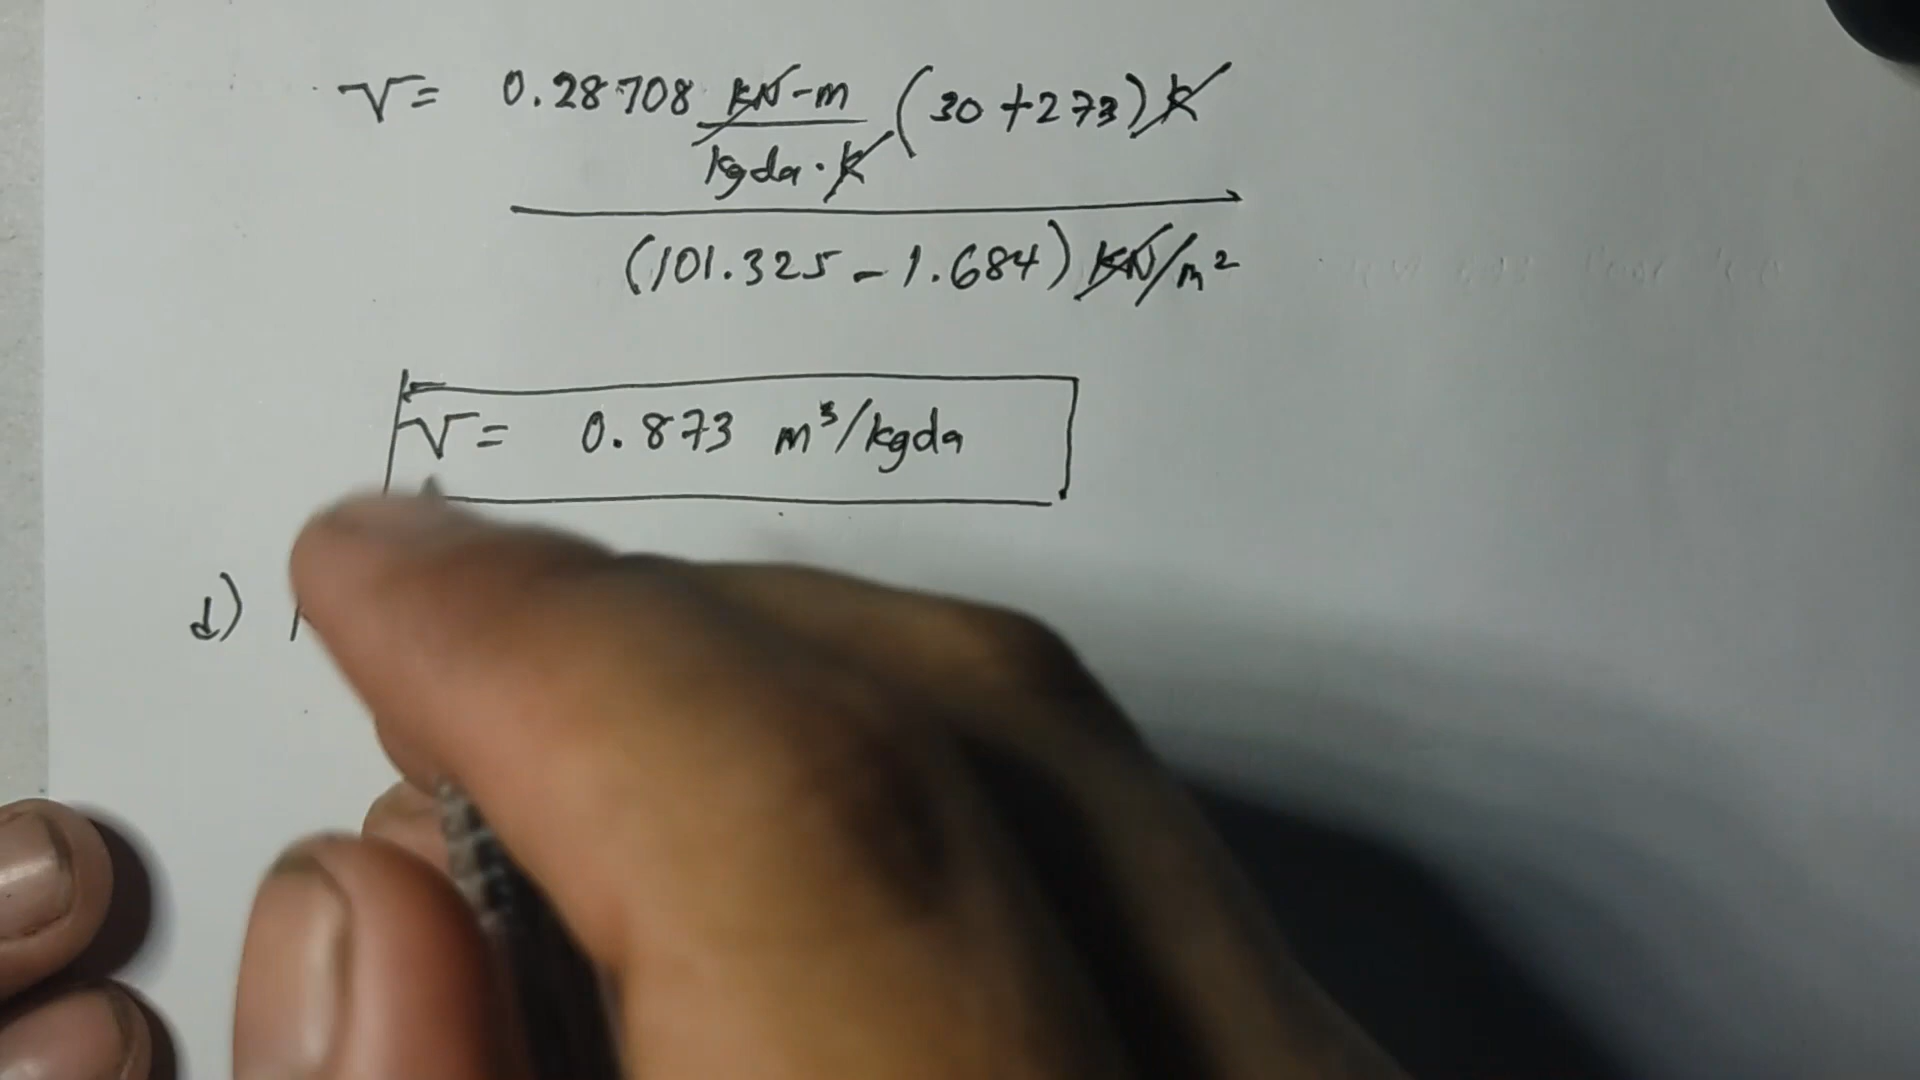 v = 0.28708 kN-m (30+273) k
kgda · k
(101.325 - 1.684) kN/m²
v = 0.873 m³/kgda
d)